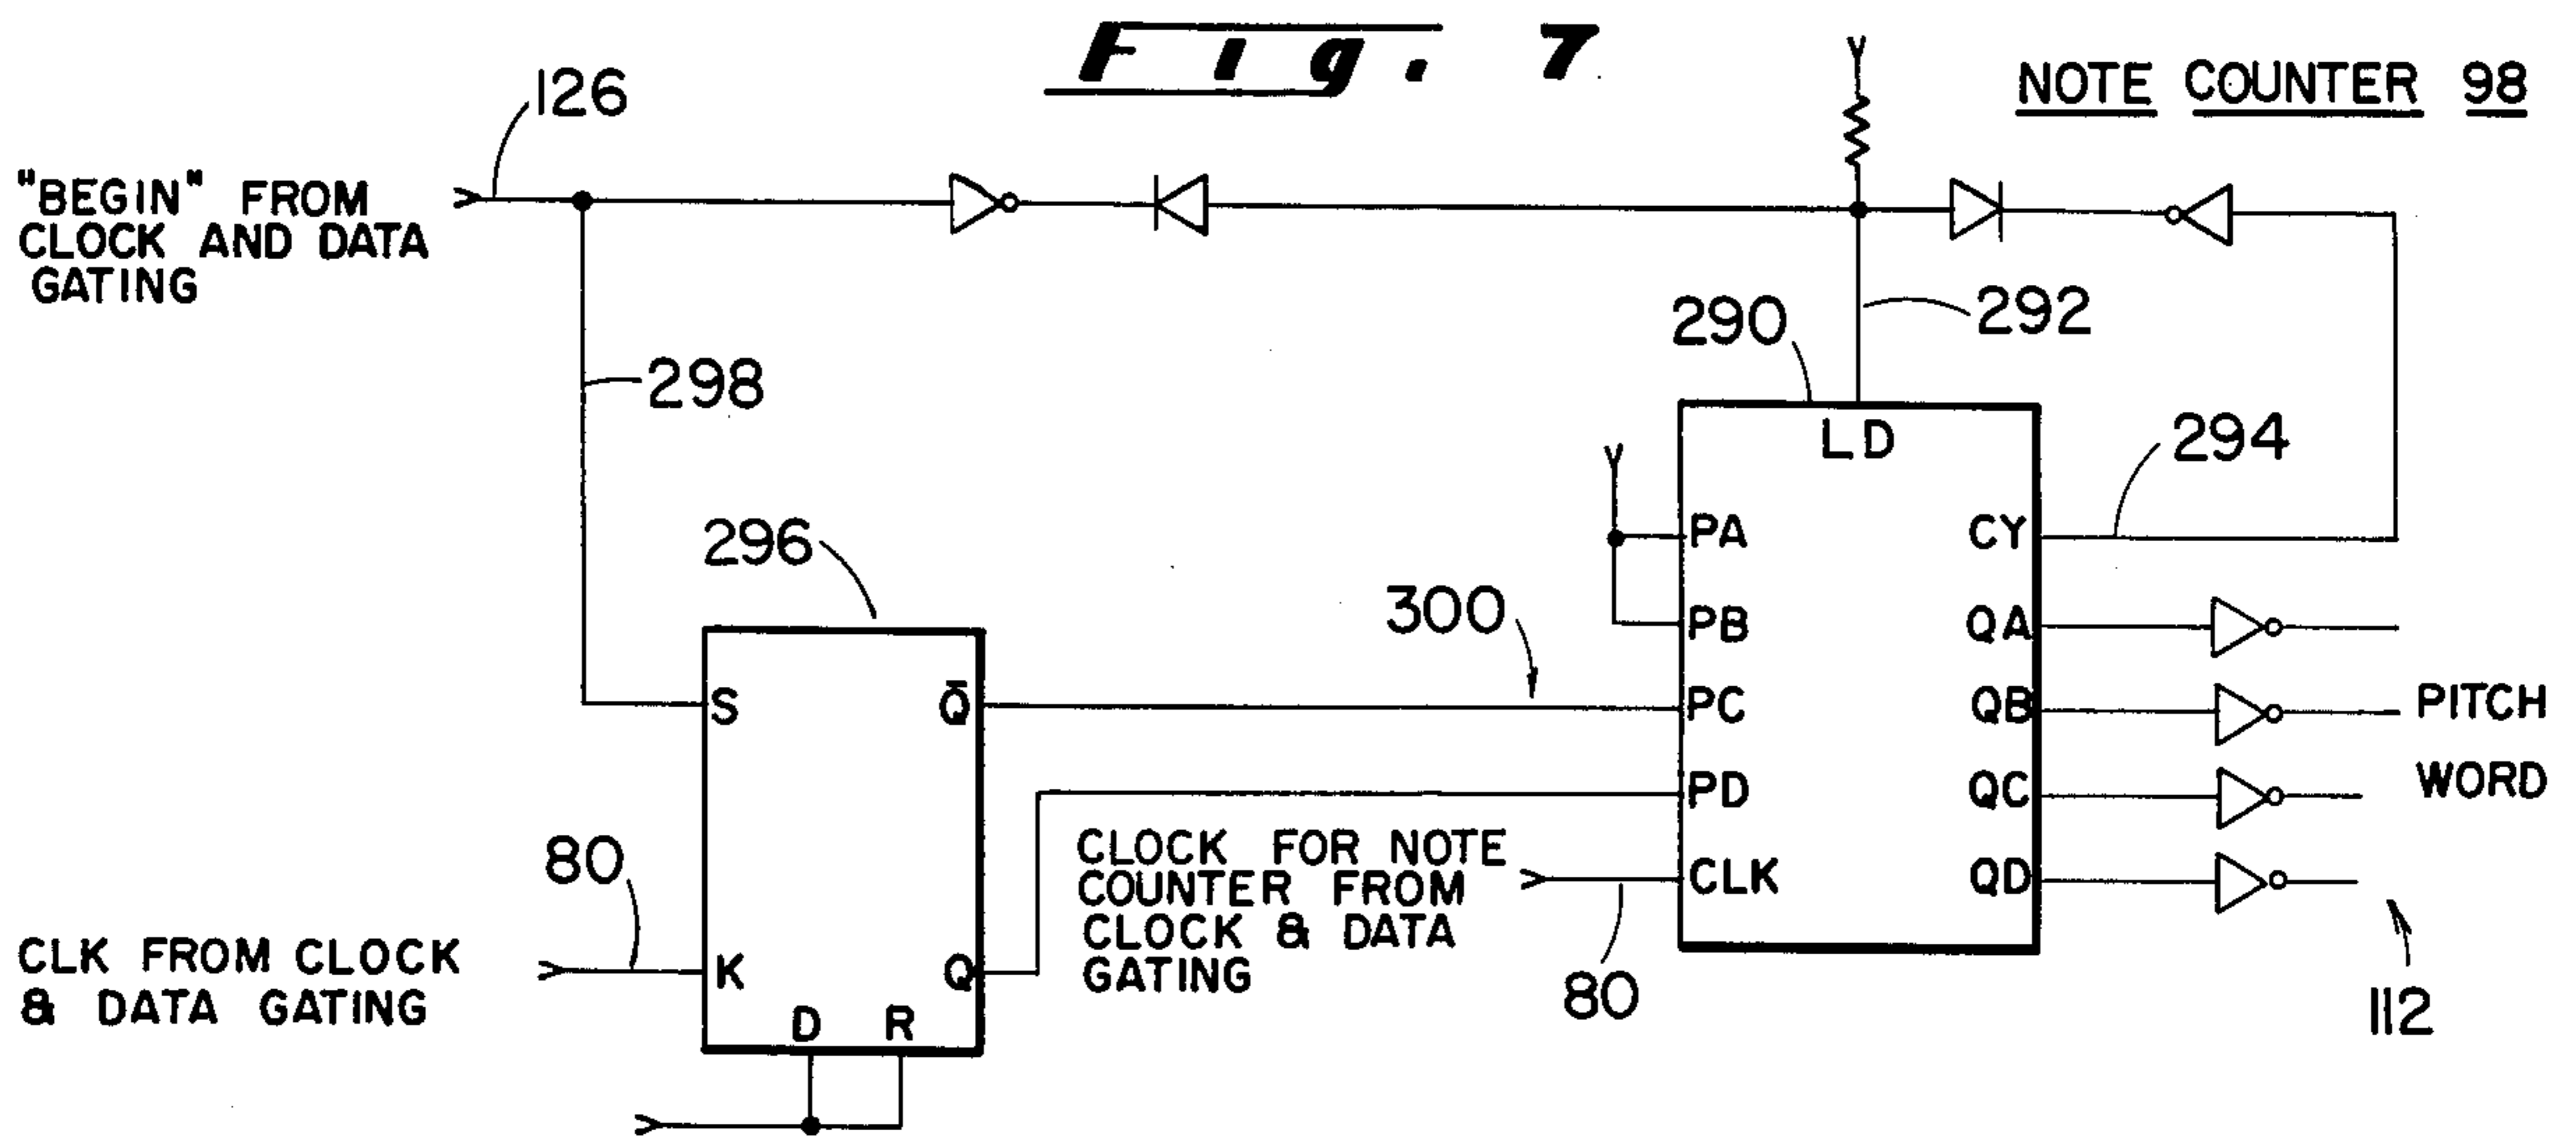 Fig. 7
NOTE COUNTER 98
126
"BEGIN" FROM
CLOCK AND DATA
GATING
298
290
292
LD
294
296
PA
CY
300
PB
QA
S
Q̄
PC
QB
PITCH
PD
QC
WORD
80
CLOCK FOR NOTE
COUNTER FROM
CLOCK & DATA
GATING
CLK
QD
CLK FROM CLOCK
& DATA GATING
K
Q
80
112
D R